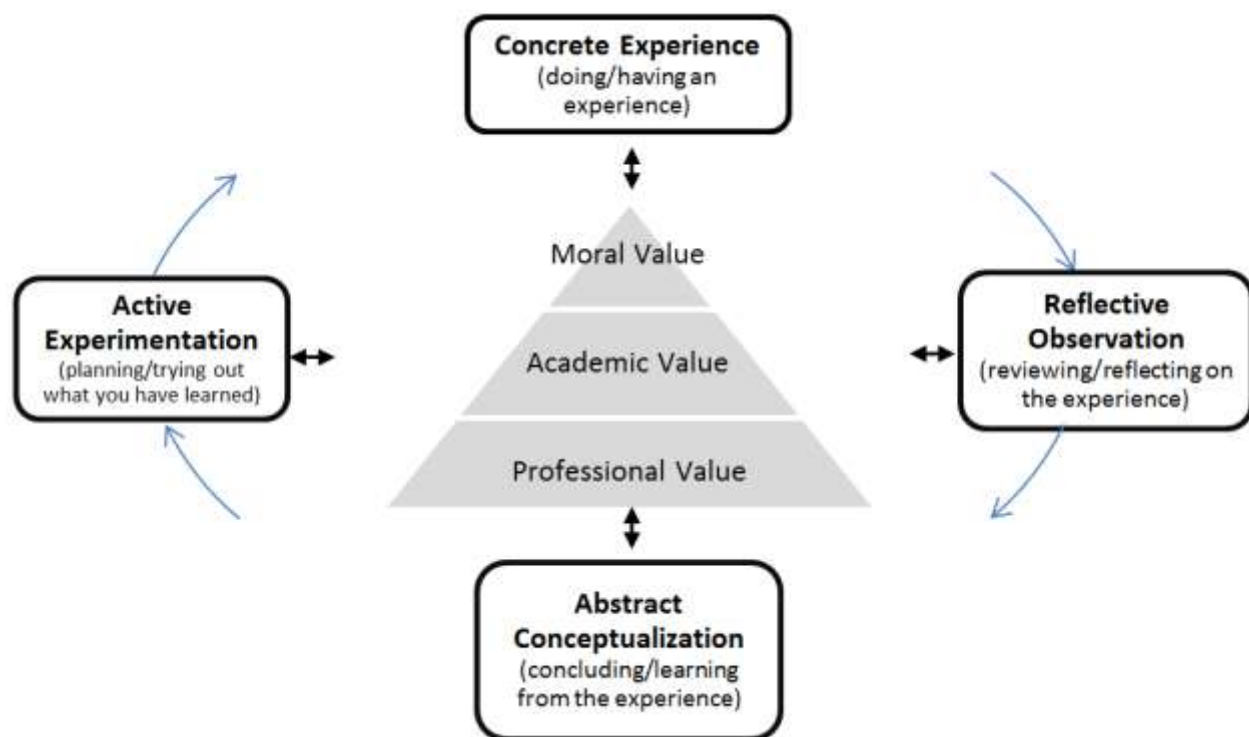 Concrete Experience
(doing/having an
experience)
Moral Value
Active
Experimentation
(planning/trying out
what you have learned)
Academic Value
Reflective
Observation
(reviewing/reflecting on
the experience)
Professional Value
Abstract
Conceptualization
(concluding/learning
from the experience)